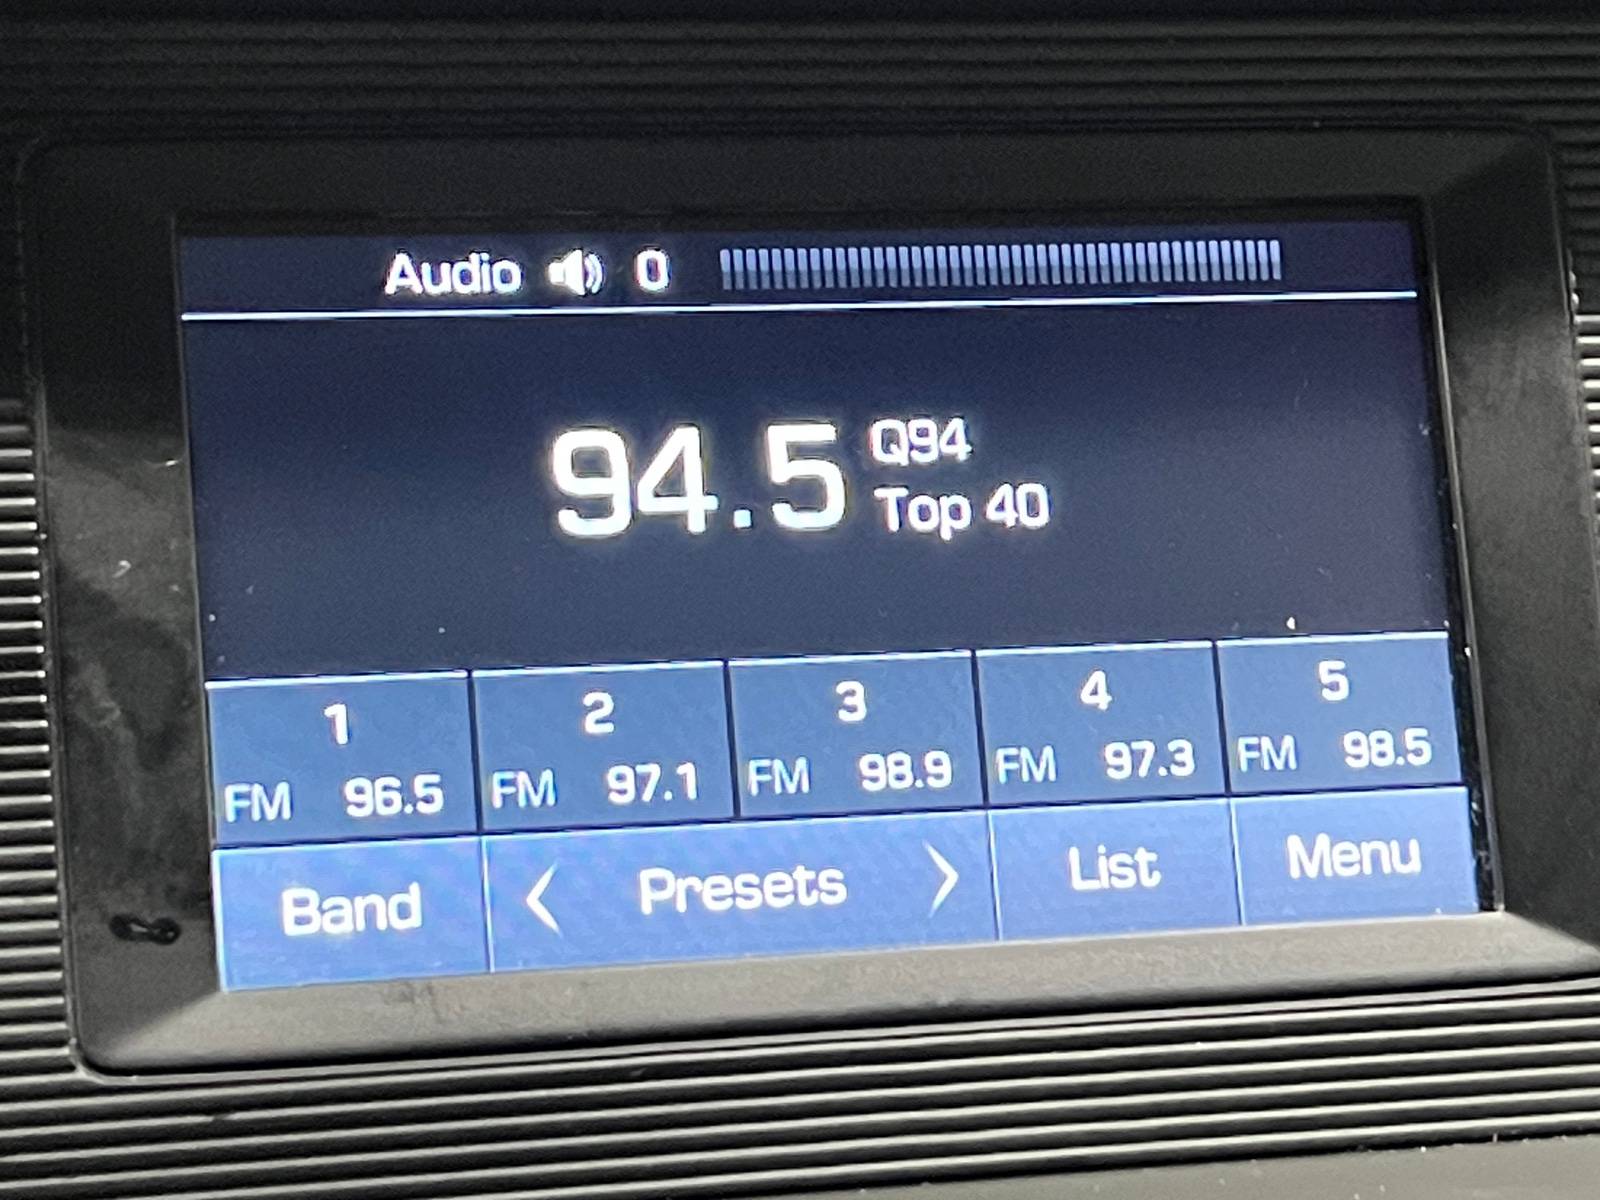 Audio 0
94.5 Q94
Top 40
1 2 3 4 5
FM 96.5 FM 97.1 FM 98.9 FM 97.3 FM 98.5
Band < Presets > List Menu